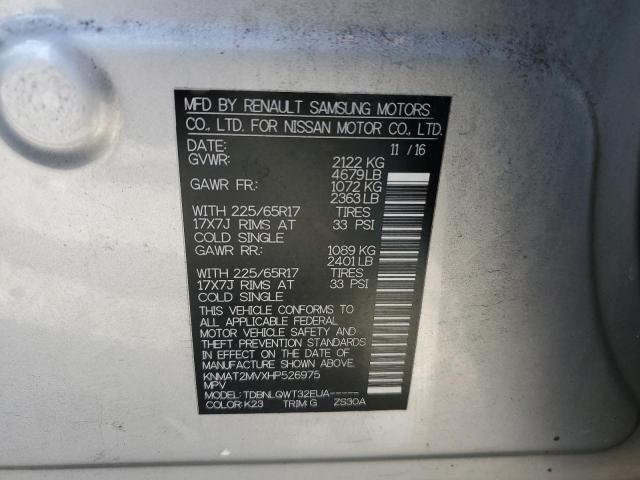 MFD BY RENAULT SAMSUNG MOTORS
CO., LTD. FOR NISSAN MOTOR CO., LTD.
DATE: 11 / 16
GVWR: 2122 KG
4679 LB
GAWR FR: 1072 KG
2363 LB
WITH 225/65R17 TIRES
17X7J RIMS AT 33 PSI
COLD SINGLE
GAWR RR: 1089 KG
2401 LB
WITH 225/65R17 TIRES
17X7J RIMS AT 33 PSI
COLD SINGLE
THIS VEHICLE CONFORMS TO
ALL APPLICABLE FEDERAL
MOTOR VEHICLE SAFETY AND
THEFT PREVENTION STANDARDS
IN EFFECT ON THE DATE OF
MANUFACTURE SHOWN ABOVE.
KNMAT2MVXHP526975
MPV
MODEL: TDBNLQWT32EUA-----
COLOR: K23 TRIM: G ZS30A